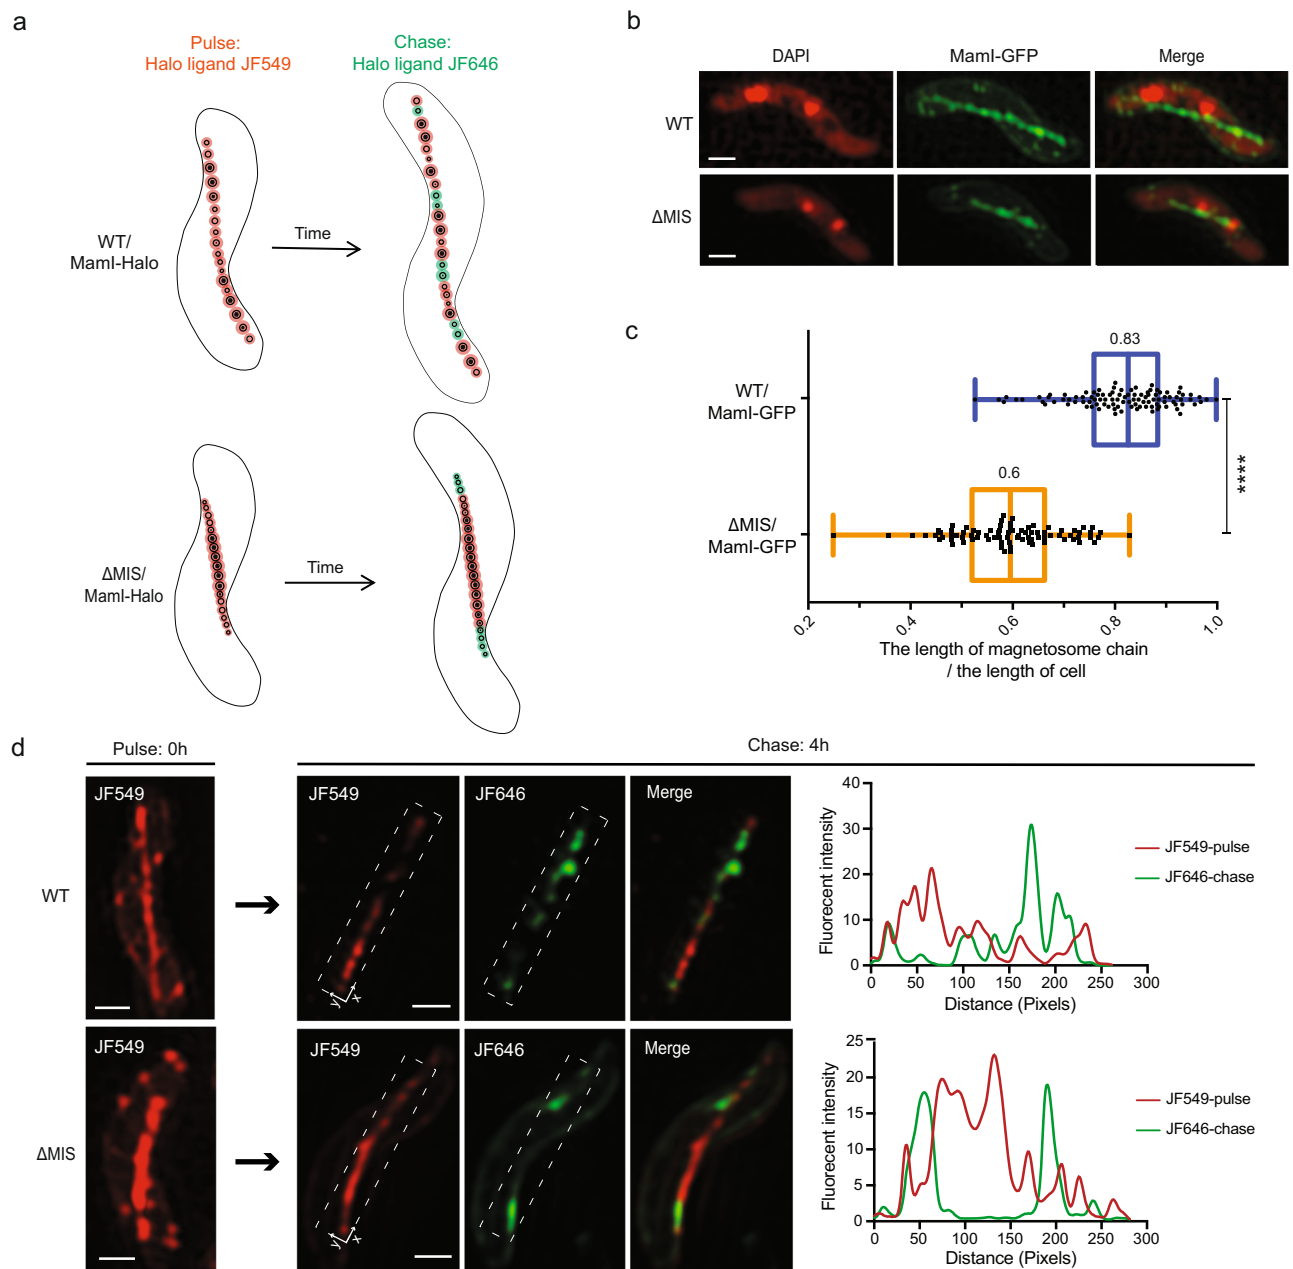 a
Pulse:
Halo ligand JF549
Chase:
Halo ligand JF646
WT/
MamI-Halo
Time
ΔMIS/
MamI-Halo
Time
b
DAPI
MamI-GFP
Merge
WT
ΔMIS
c
0.83
WT/
MamI-GFP
0.6
ΔMIS/
MamI-GFP
****
0.2
0.4
0.6
0.8
1.0
The length of magnetosome chain
/ the length of cell
d
Pulse: 0h
Chase: 4h
WT
JF549
JF549
JF646
Merge
y
x
40
30
20
10
0
Fluorecent intensity
0 50 100 150 200 250 300
Distance (Pixels)
JF549-pulse
JF646-chase
ΔMIS
JF549
JF549
JF646
Merge
y
x
25
20
15
10
5
0
Fluorecent intensity
0 50 100 150 200 250 300
Distance (Pixels)
JF549-pulse
JF646-chase